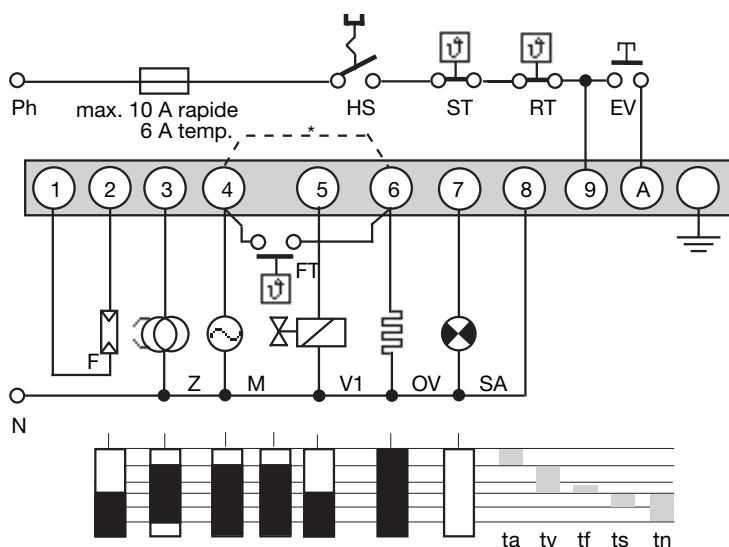 Ph
max. 10 A rapide
6 A temp.
HS
ST
RT
EV
ϑ
ϑ
*
1 2 3 4 5 6 7 8 9 A
FT
ϑ
F
Z M V1 OV SA
N
ta tv tf ts tn